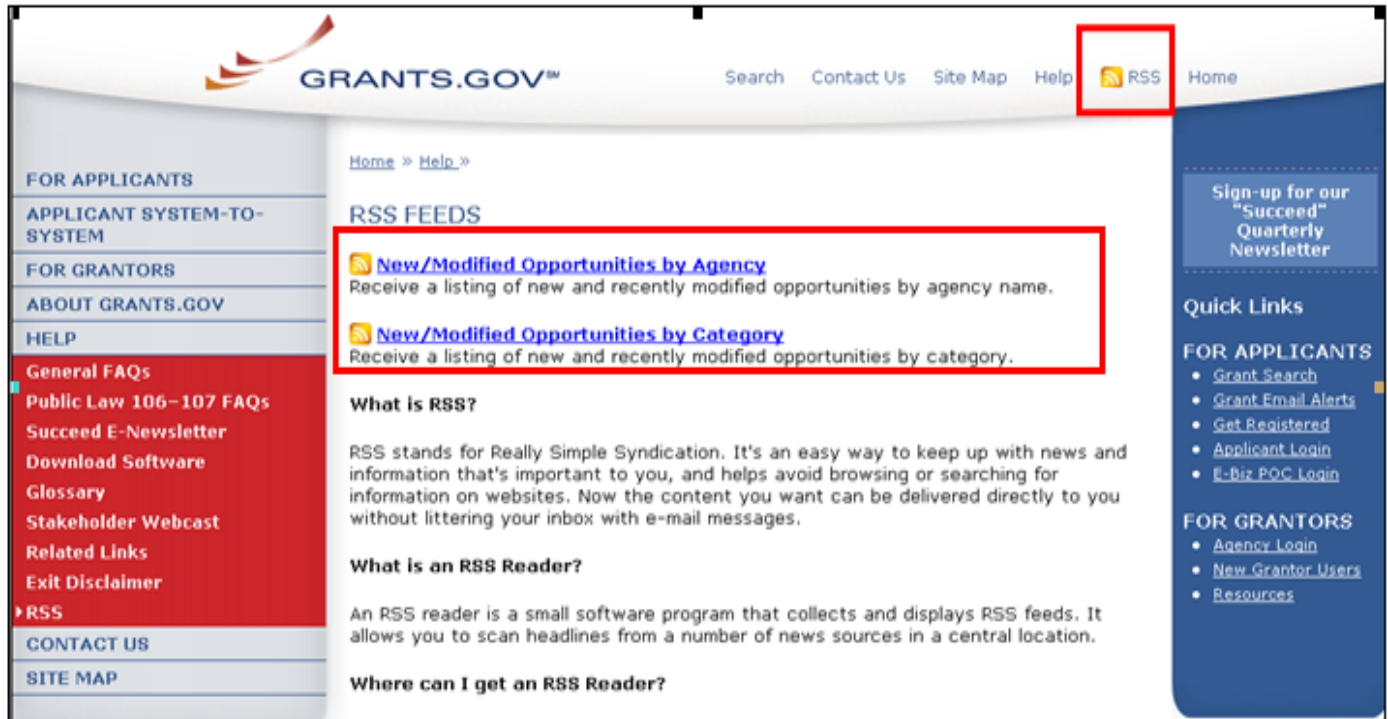 GRANTS.GOV℠
Search Contact Us Site Map Help RSS Home
FOR APPLICANTS
APPLICANT SYSTEM-TO-
SYSTEM
FOR GRANTORS
ABOUT GRANTS.GOV
HELP
General FAQs
Public Law 106-107 FAQs
Succeed E-Newsletter
Download Software
Glossary
Stakeholder Webcast
Related Links
Exit Disclaimer
RSS
CONTACT US
SITE MAP
Home » Help »
RSS FEEDS
New/Modified Opportunities by Agency
Receive a listing of new and recently modified opportunities by agency name.
New/Modified Opportunities by Category
Receive a listing of new and recently modified opportunities by category.
What is RSS?
RSS stands for Really Simple Syndication. It's an easy way to keep up with news and
information that's important to you, and helps avoid browsing or searching for
information on websites. Now the content you want can be delivered directly to you
without littering your inbox with e-mail messages.
What is an RSS Reader?
An RSS reader is a small software program that collects and displays RSS feeds. It
allows you to scan headlines from a number of news sources in a central location.
Where can I get an RSS Reader?
Sign-up for our
"Succeed"
Quarterly
Newsletter
Quick Links
FOR APPLICANTS
• Grant Search
• Grant Email Alerts
• Get Registered
• Applicant Login
• E-Biz POC Login
FOR GRANTORS
• Agency Login
• New Grantor Users
• Resources